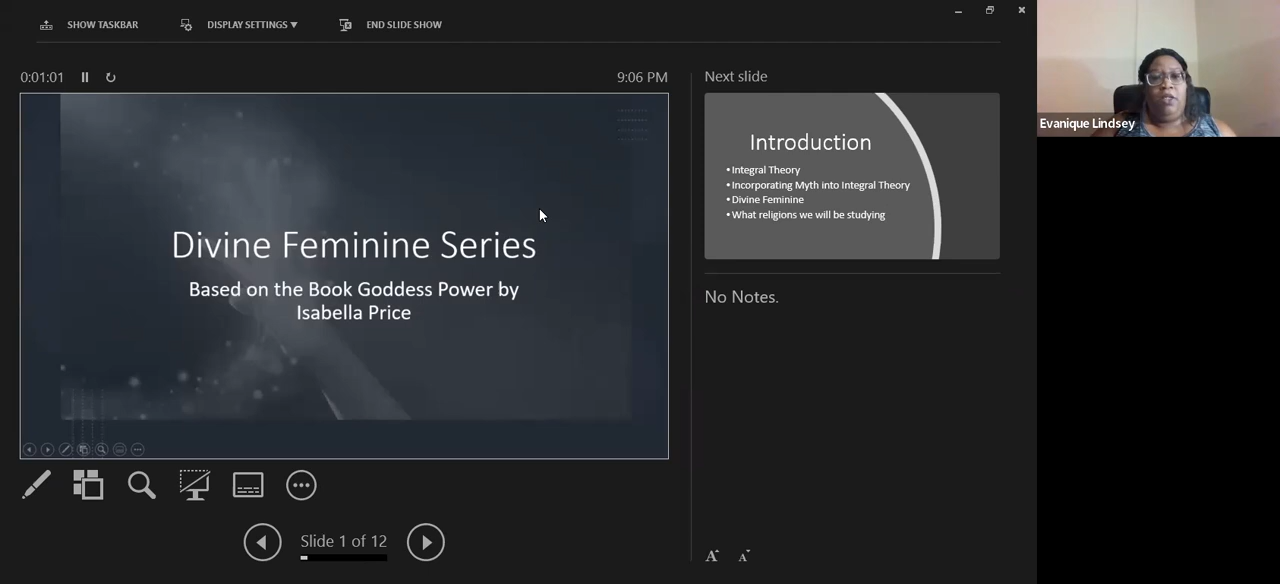 SHOW TASKBAR
DISPLAY SETTINGS ▼
END SLIDE SHOW
0:01:01
9:06 PM
Divine Feminine Series
Based on the Book Goddess Power by
Isabella Price
Slide 1 of 12
Next slide
Introduction
• Integral Theory
• Incorporating Myth into Integral Theory
• Divine Feminine
• What religions we will be studying
No Notes.
A A
Evanique Lindsey